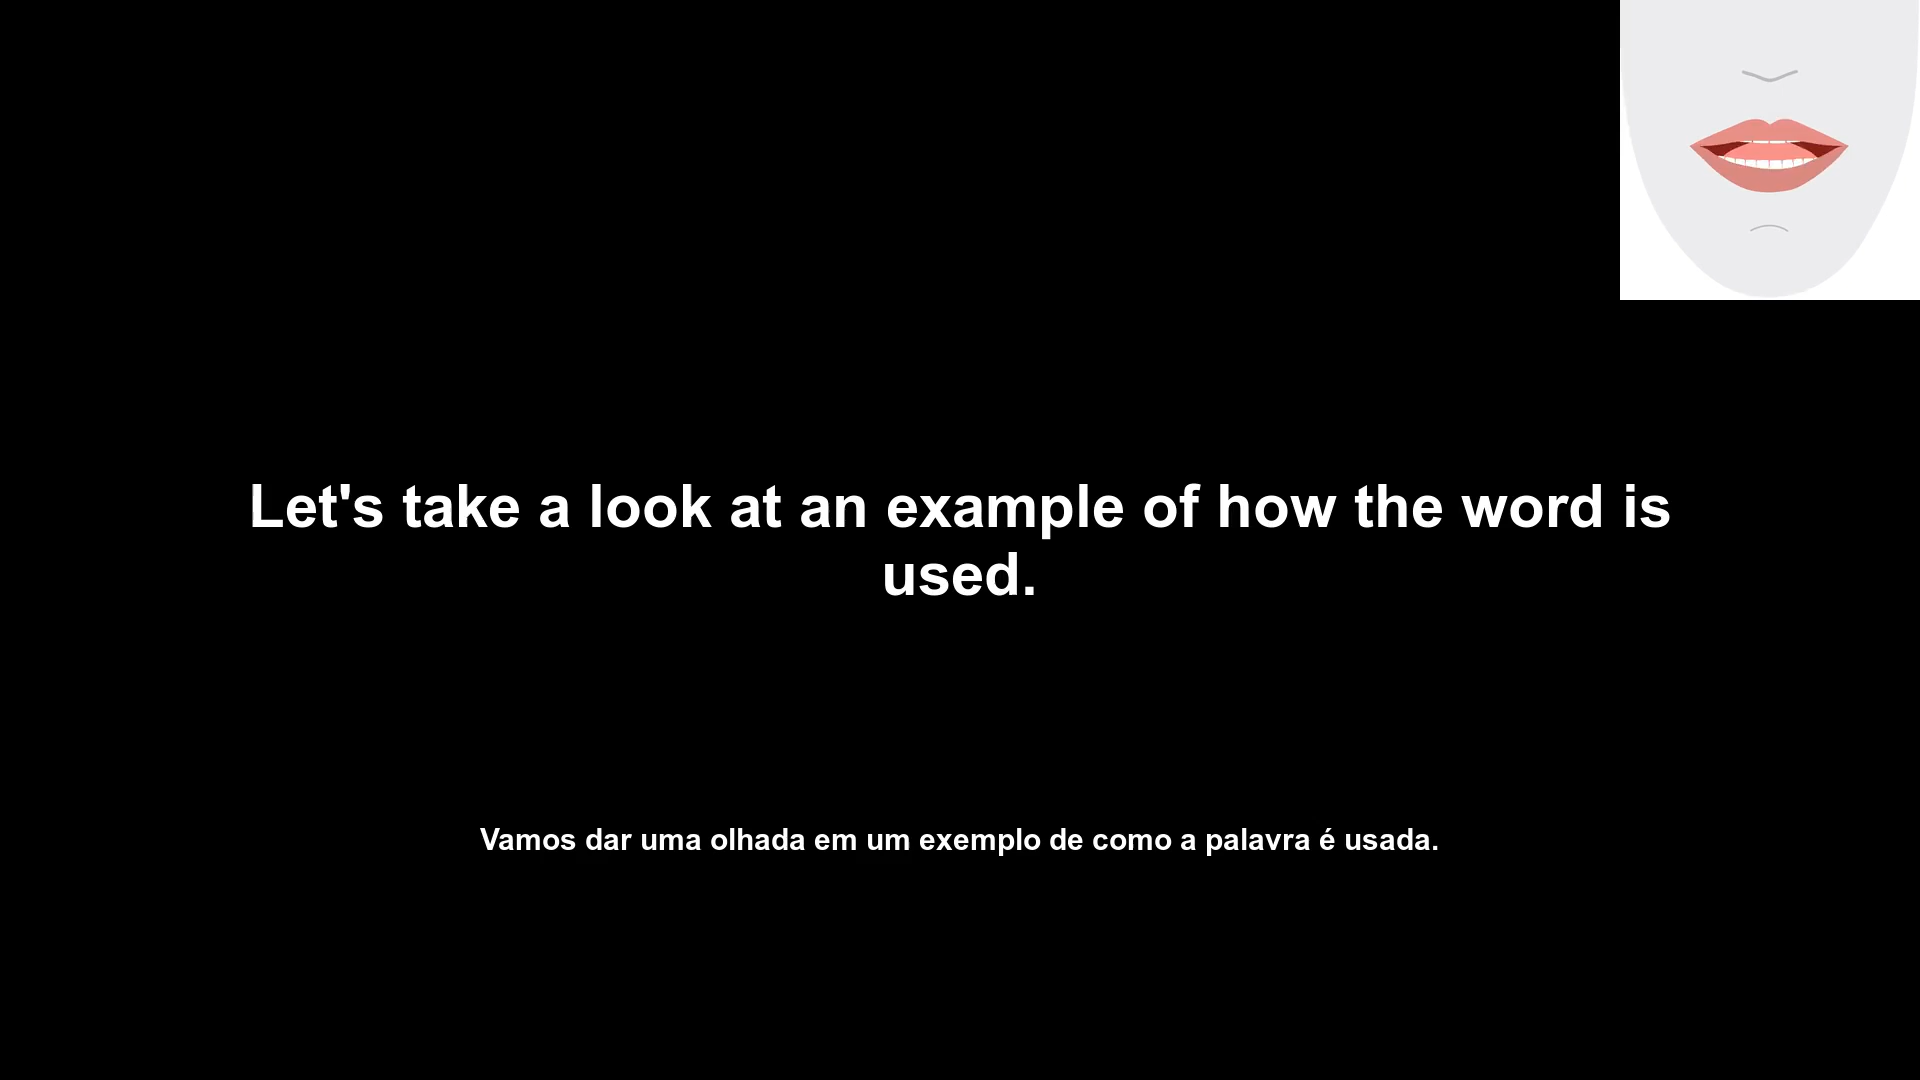 Let's take a look at an example of how the word is
used.
Vamos dar uma olhada em um exemplo de como a palavra é usada.